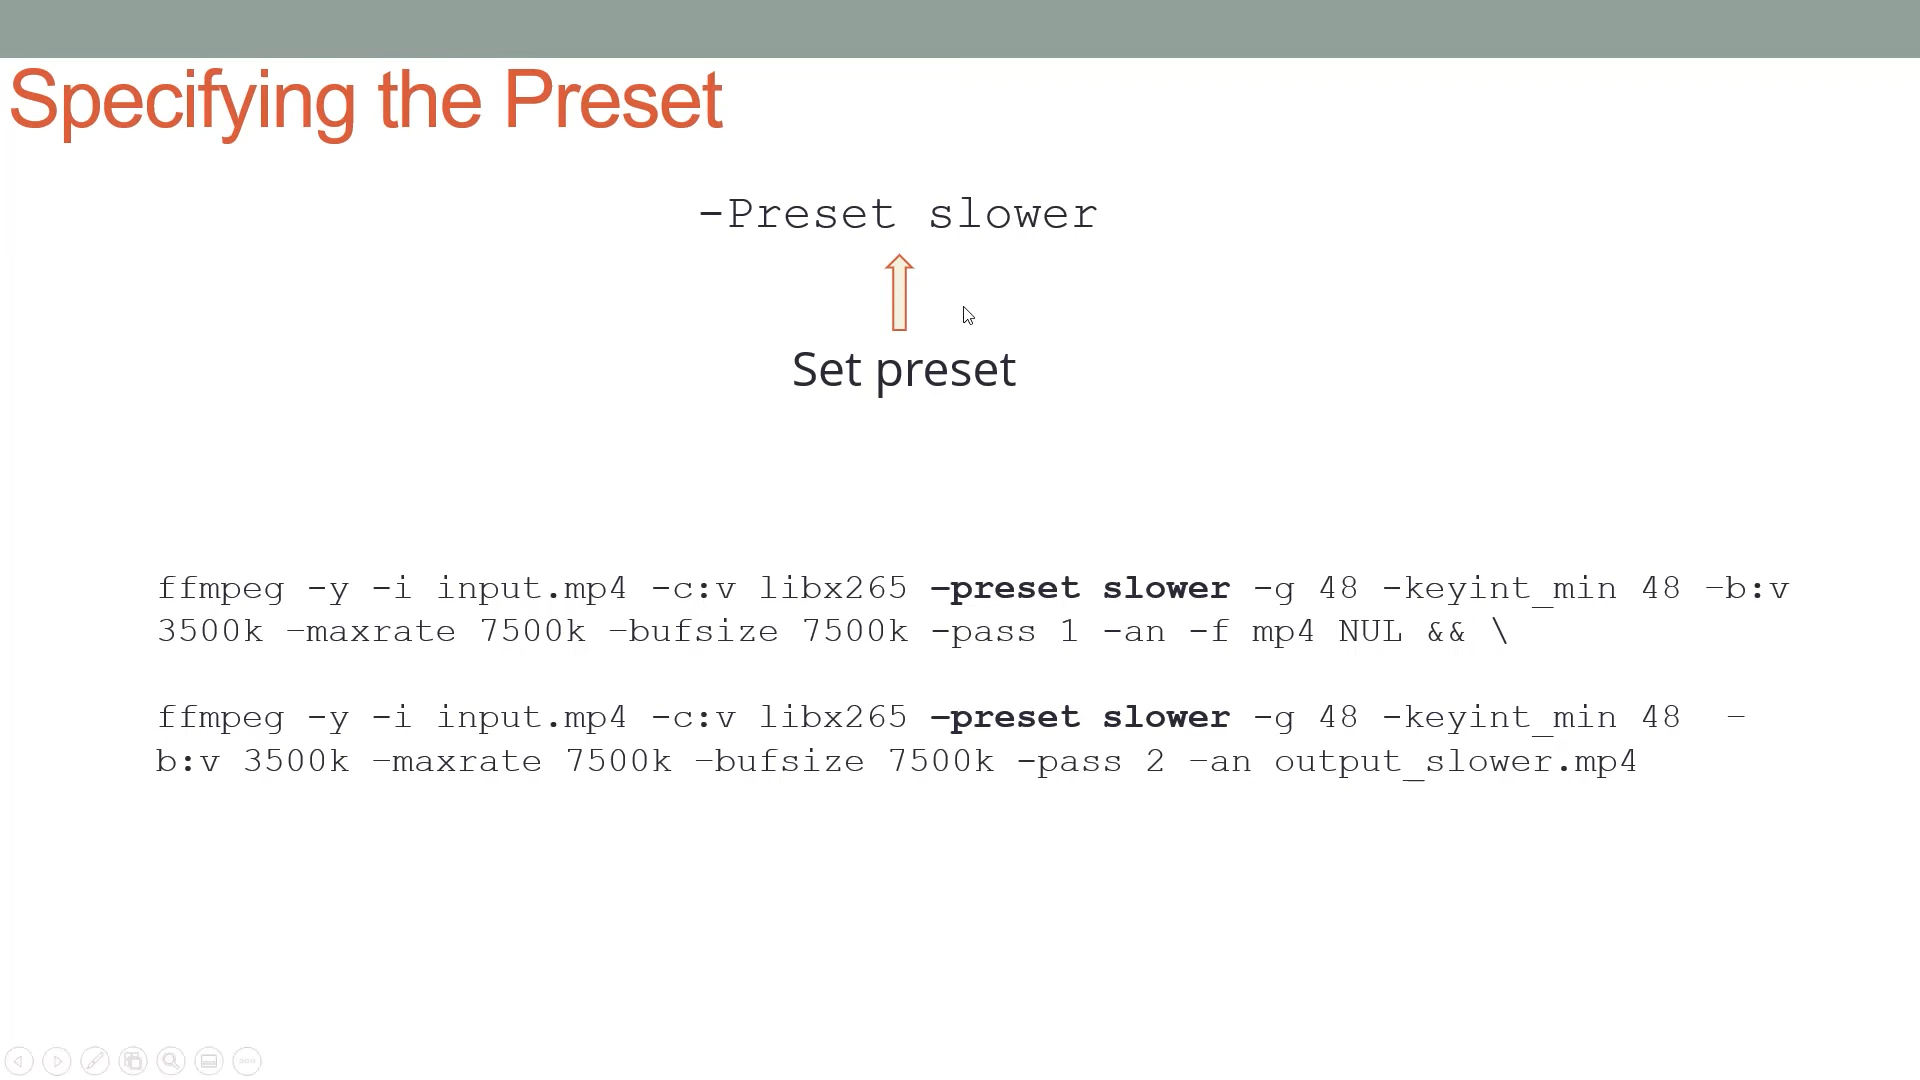 Specifying the Preset
-Preset slower
Set preset
ffmpeg -y -i input.mp4 -c:v libx265 –preset slower -g 48 -keyint_min 48 –b:v
3500k –maxrate 7500k –bufsize 7500k -pass 1 -an -f mp4 NUL && \
ffmpeg -y -i input.mp4 -c:v libx265 –preset slower -g 48 -keyint_min 48  –
b:v 3500k –maxrate 7500k –bufsize 7500k -pass 2 –an output_slower.mp4